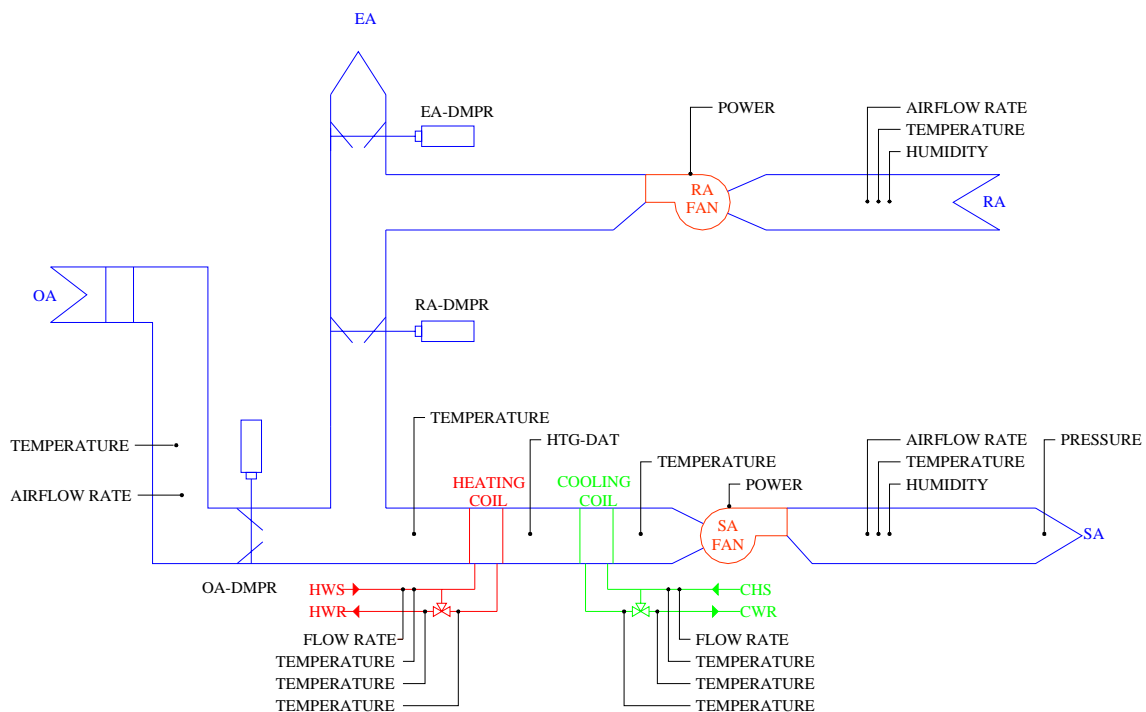 EA
EA-DMPR
POWER
AIRFLOW RATE
TEMPERATURE
HUMIDITY
RA
FAN
RA
OA
RA-DMPR
TEMPERATURE
AIRFLOW RATE
TEMPERATURE
HTG-DAT
TEMPERATURE
HEATING
COIL
COOLING
COIL
POWER
AIRFLOW RATE
TEMPERATURE
HUMIDITY
PRESSURE
SA
FAN
SA
OA-DMPR
HWS
HWR
CHS
CWR
FLOW RATE
TEMPERATURE
TEMPERATURE
TEMPERATURE
FLOW RATE
TEMPERATURE
TEMPERATURE
TEMPERATURE